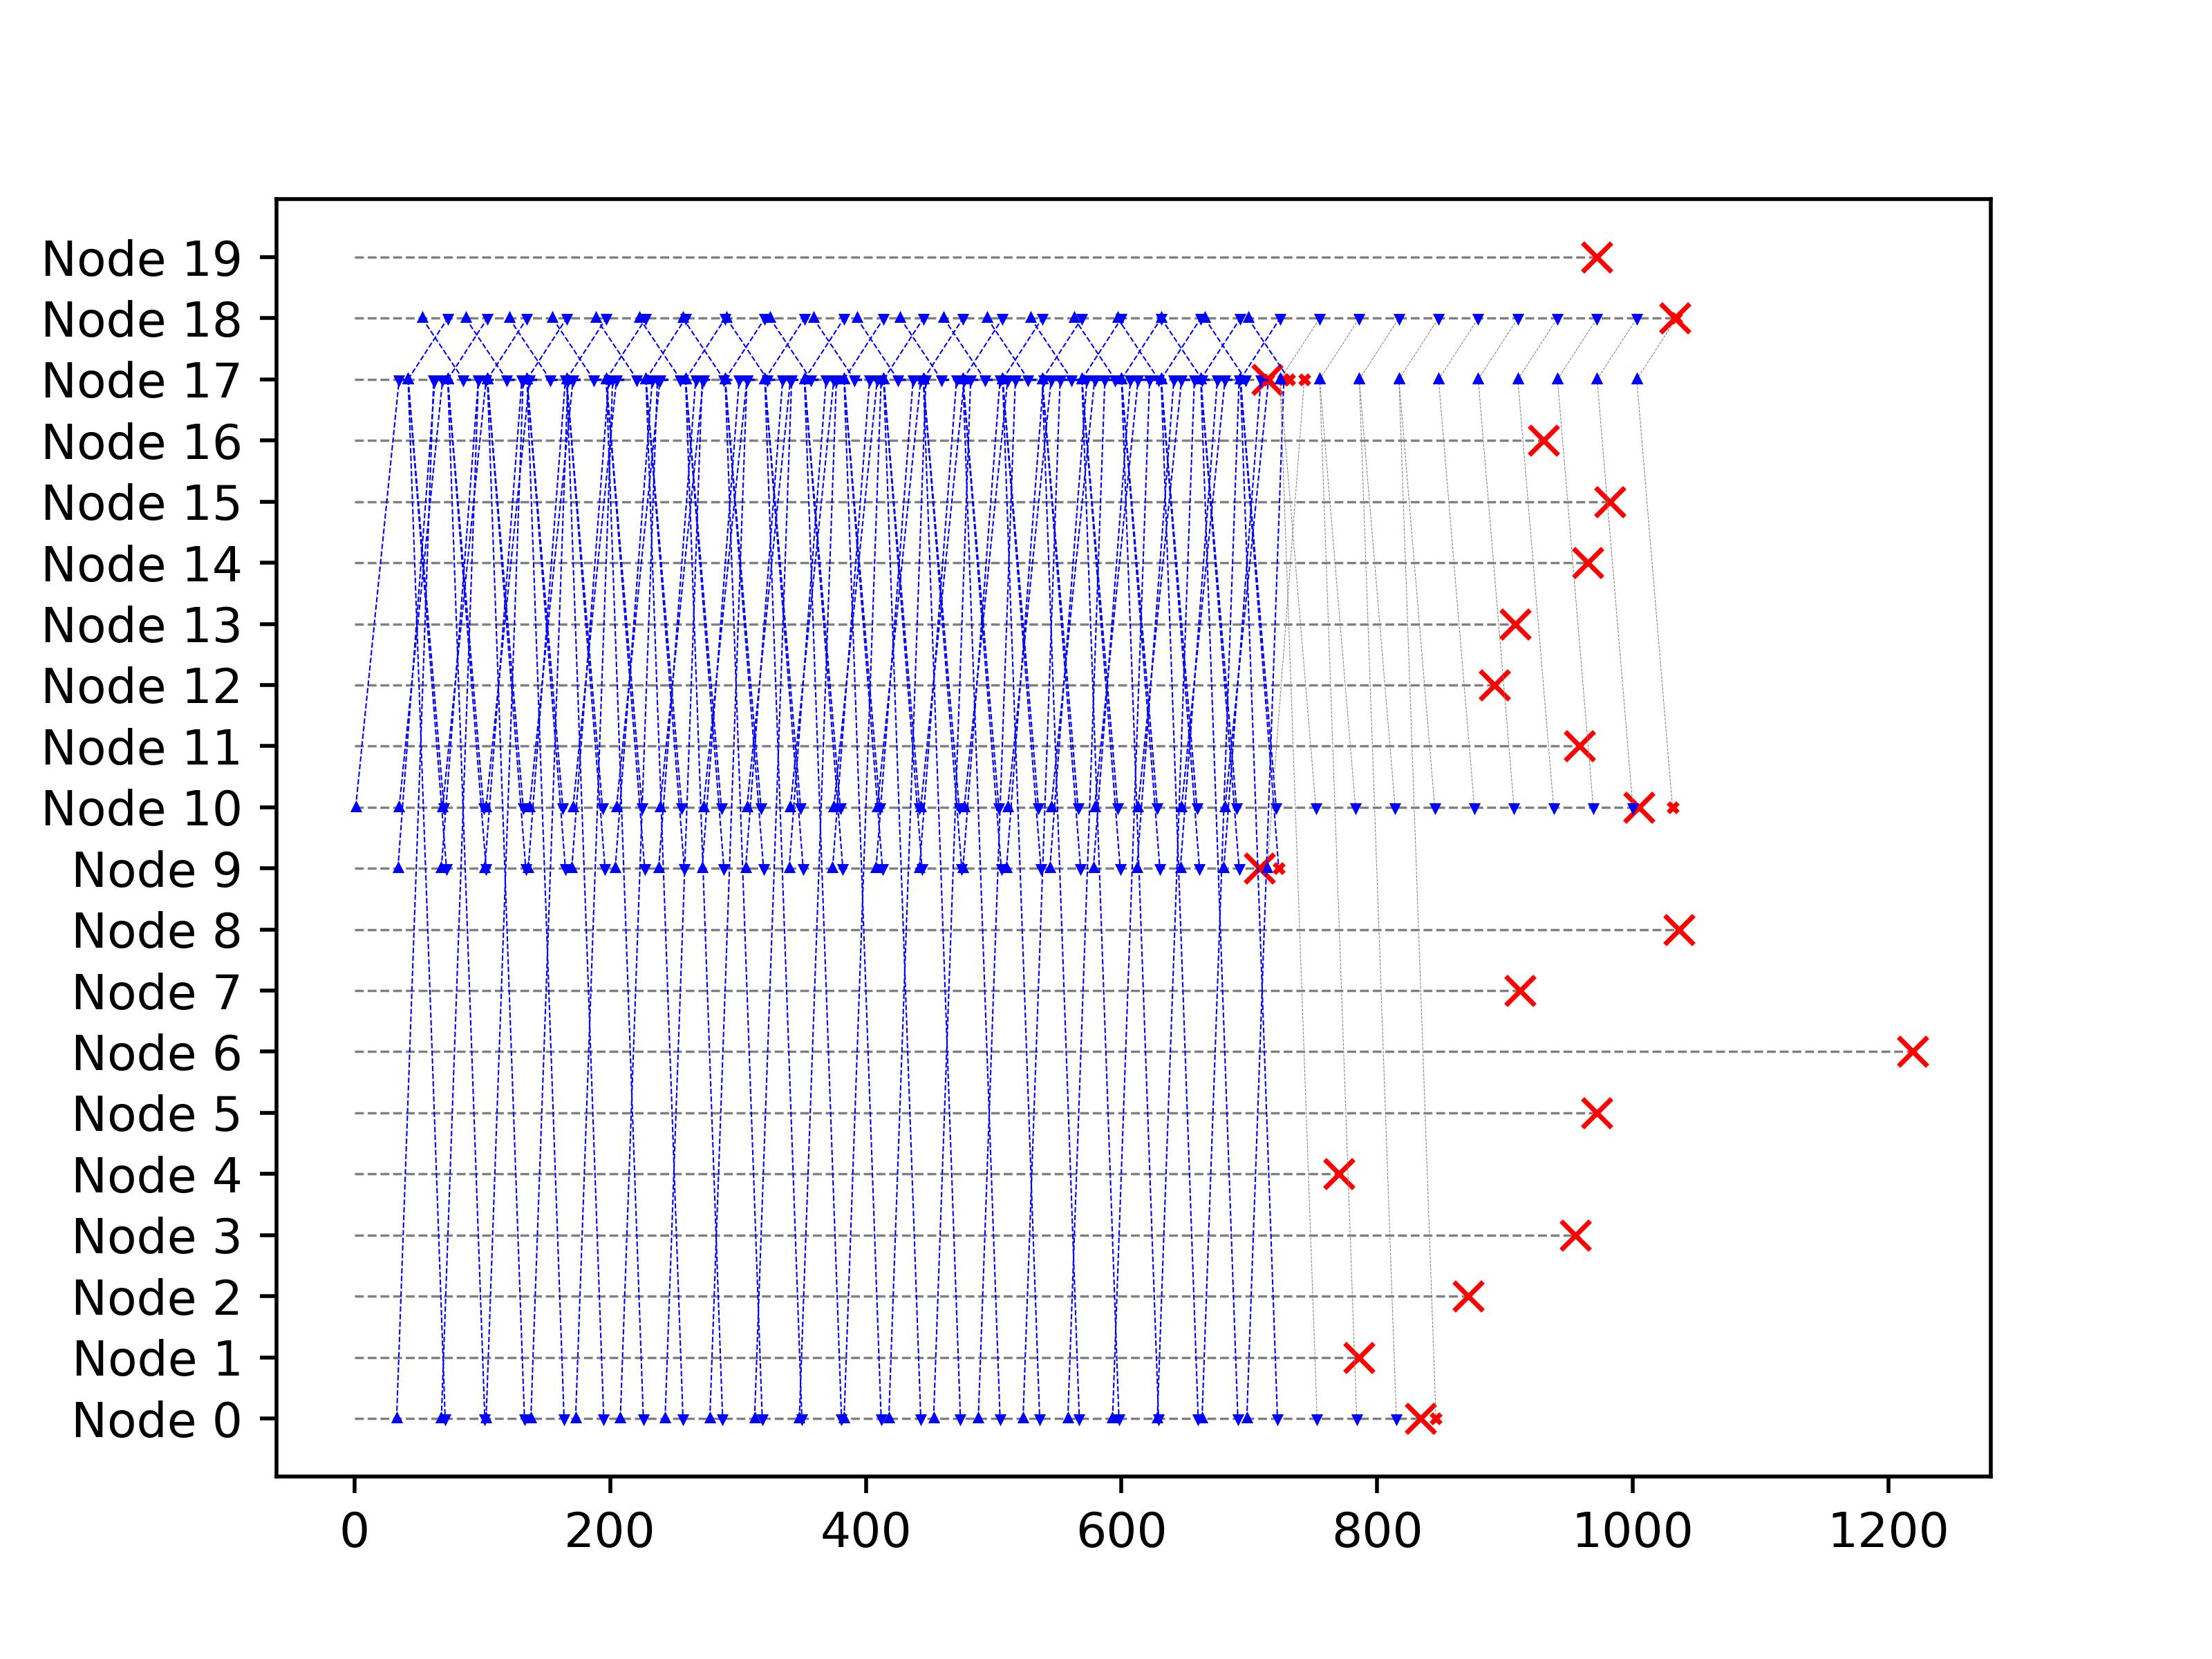 Node 19
Node 18
Node 17
Node 16
Node 15
Node 14
Node 13
Node 12
Node 11
Node 10
Node 9
Node 8
Node 7
Node 6
Node 5
Node 4
Node 3
Node 2
Node 1
Node 0
0 200 400 600 800 1000 1200